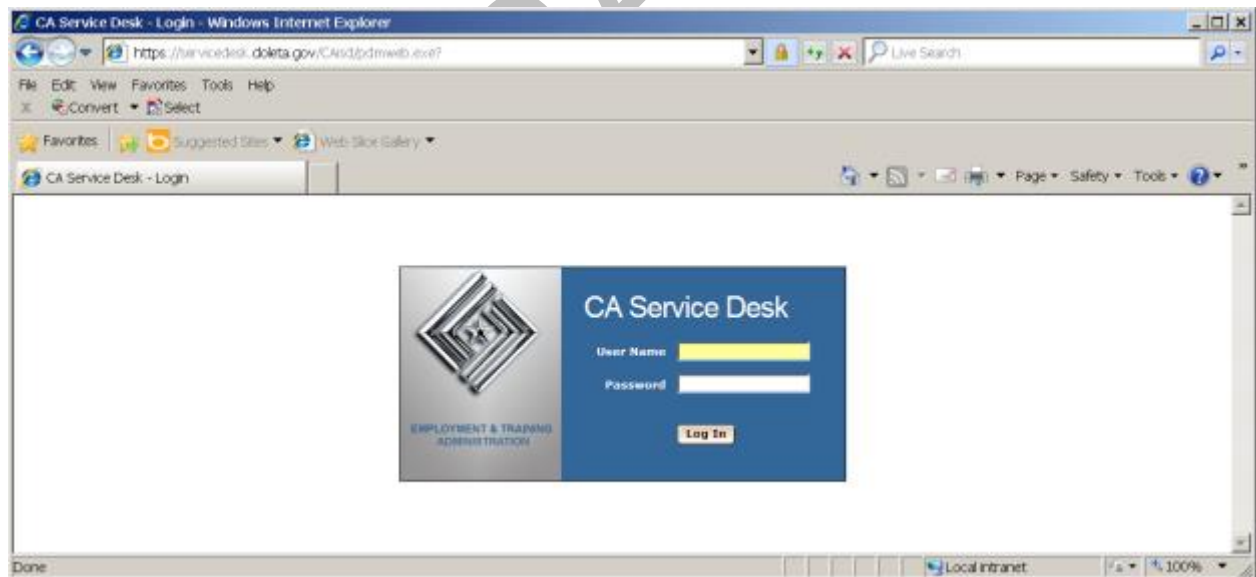 CA Service Desk - Login - Windows Internet Explorer
https://servicedesk.doleta.gov/CAisd/pdmweb.exe?
Live Search
File Edit View Favorites Tools Help
x Convert Select
Favorites Suggested Sites Web Slice Gallery
CA Service Desk - Login
Page Safety Tools
CA Service Desk
User Name
Password
EMPLOYMENT & TRAINING
ADMINISTRATION
Log In
Done
Local intranet
100%